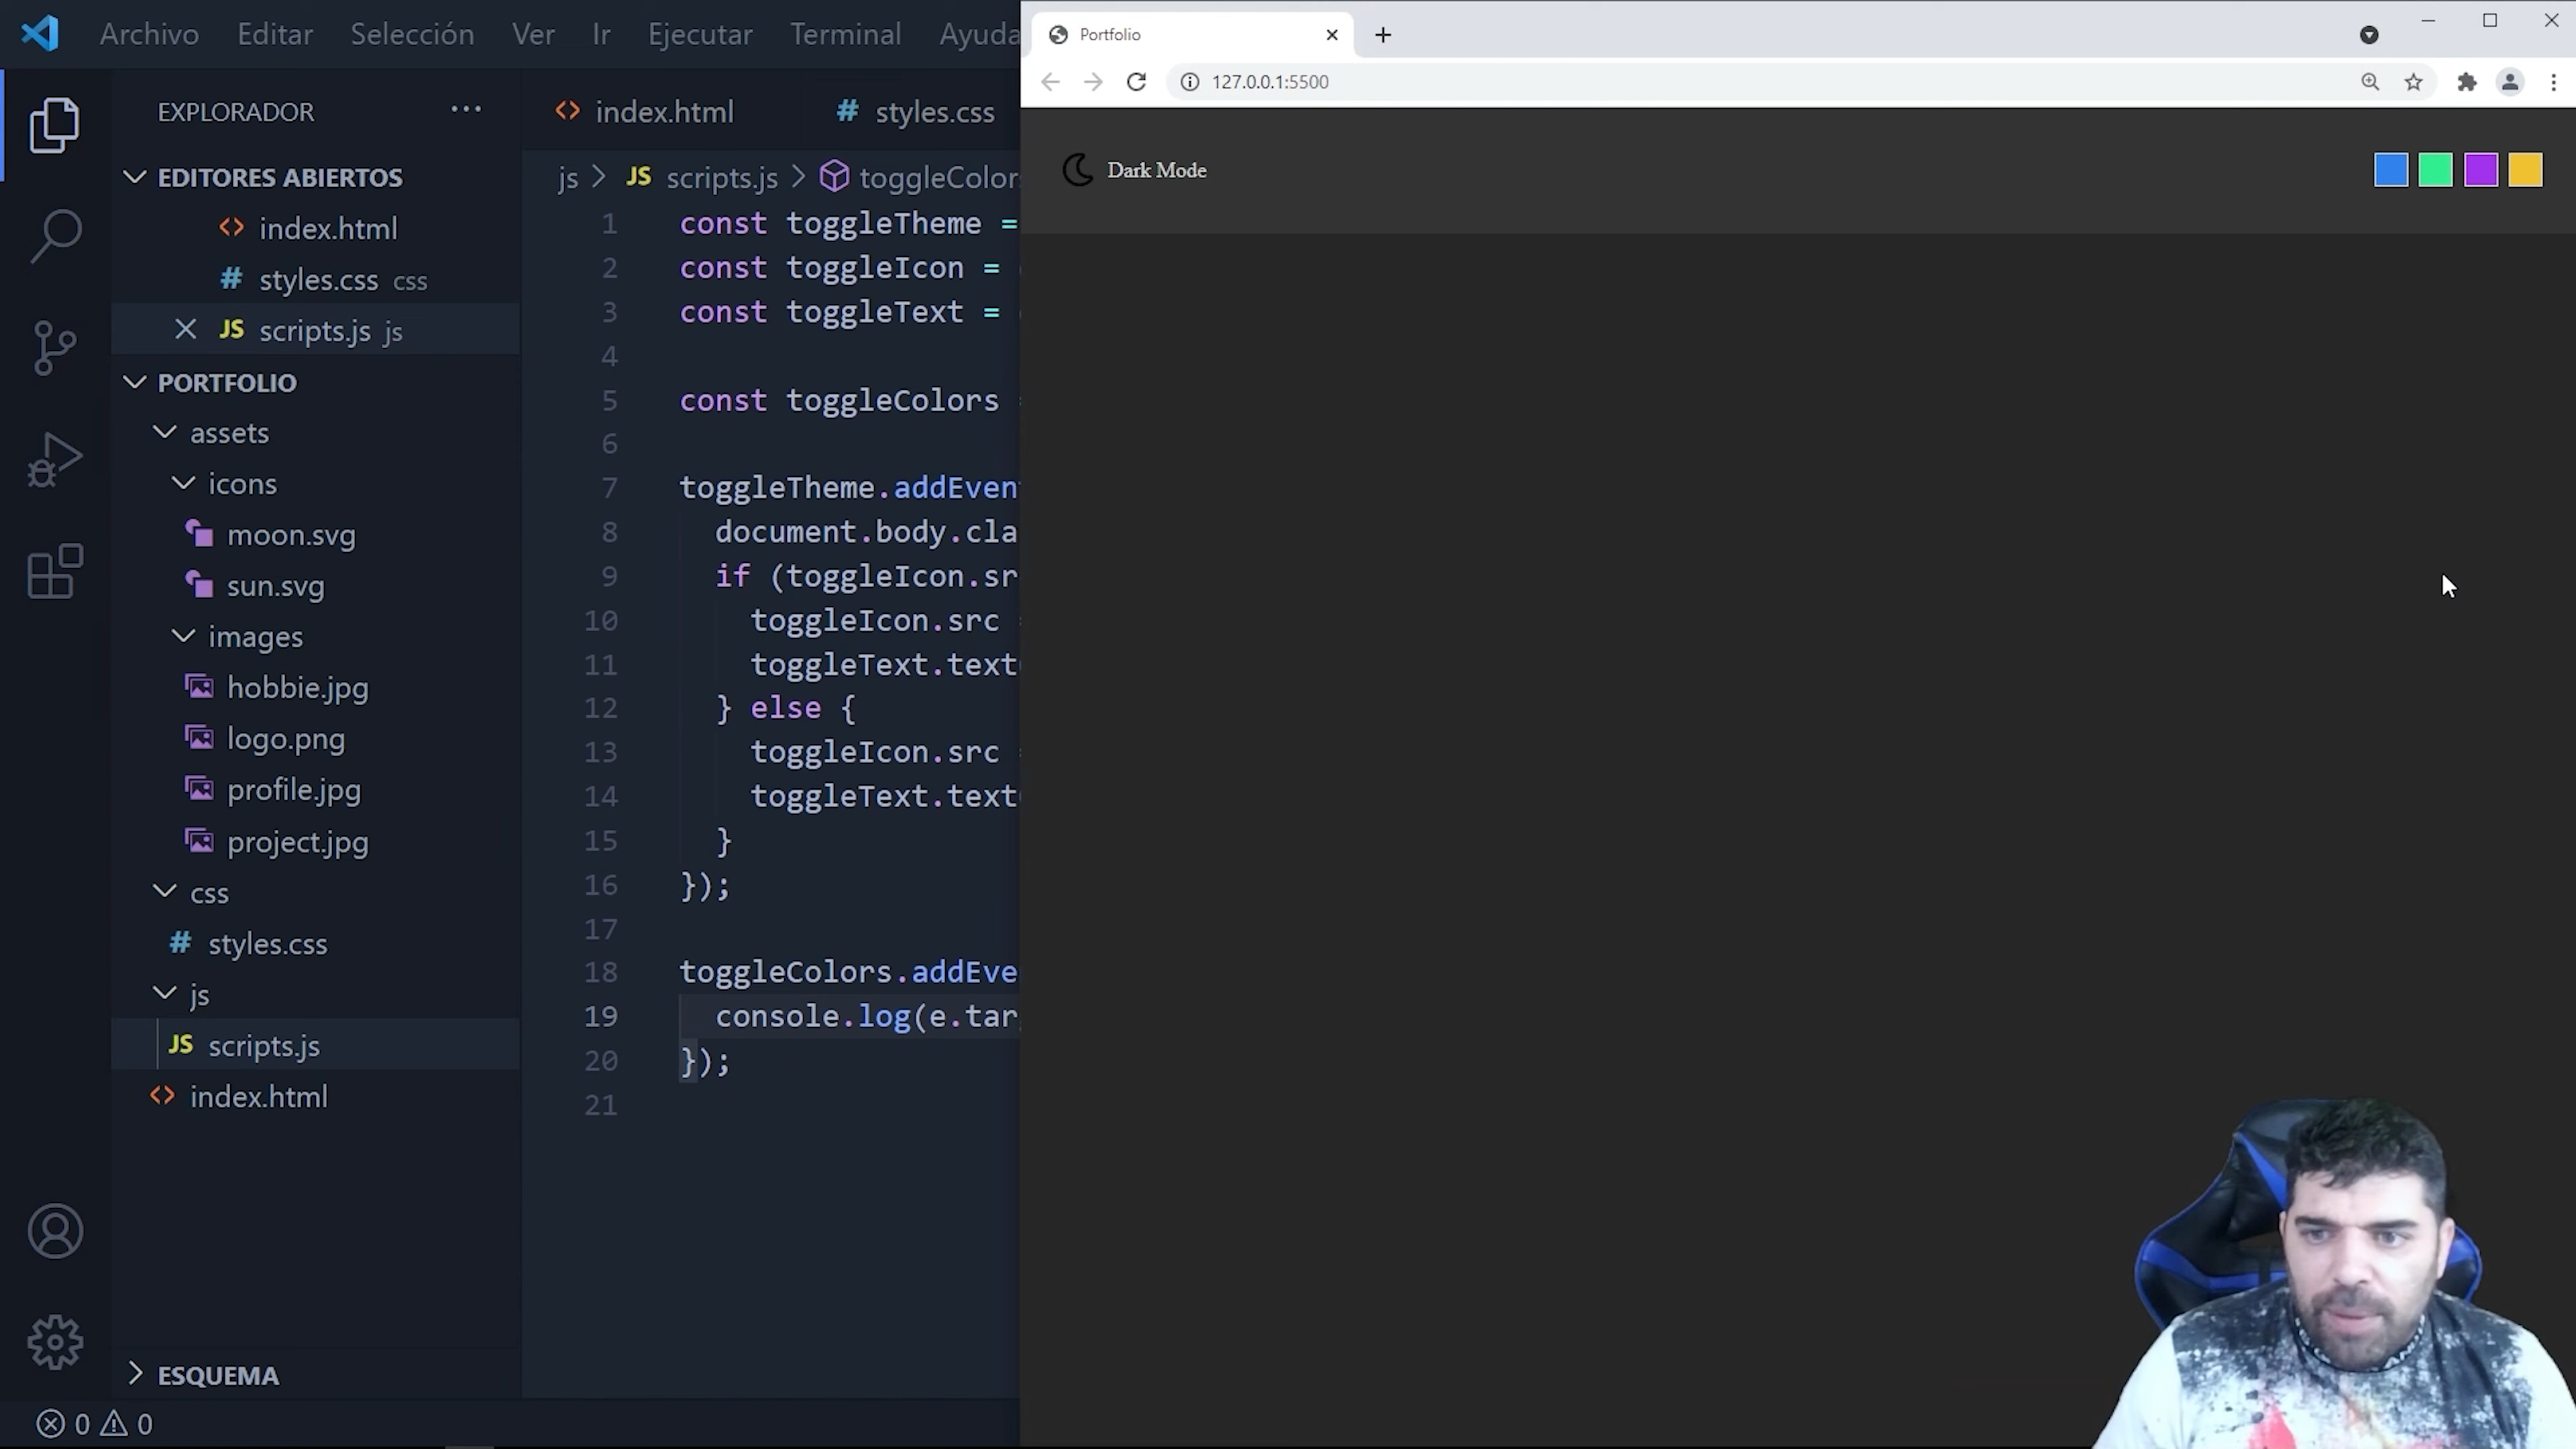 Archivo Editar Selección Ver Ir Ejecutar Terminal Ayuda
EXPLORADOR ···
EDITORES ABIERTOS
<> index.html
# styles.css css
JS scripts.js js
PORTFOLIO
assets
icons
moon.svg
sun.svg
images
hobbie.jpg
logo.png
profile.jpg
project.jpg
css
# styles.css
js
JS scripts.js
<> index.html
ESQUEMA
0 0
<> index.html # styles.css
js > JS scripts.js > toggleColor
1 const toggleTheme =
2 const toggleIcon =
3 const toggleText =
4
5 const toggleColors
6
7 toggleTheme.addEven
8 document.body.cla
9 if (toggleIcon.sr
10 toggleIcon.src
11 toggleText.text
12 } else {
13 toggleIcon.src
14 toggleText.text
15 }
16 });
17
18 toggleColors.addEve
19 console.log(e.tar
20 });
21
Portfolio
127.0.0.1:5500
Dark Mode